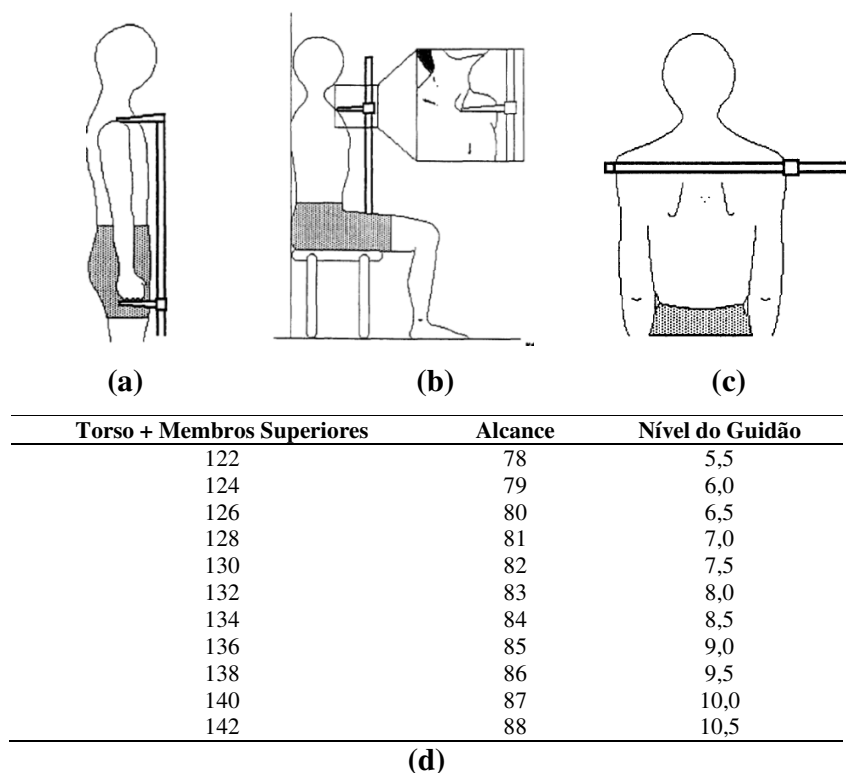 (a) (b) (c)
Torso + Membros Superiores Alcance Nível do Guidão
122 78 5,5
124 79 6,0
126 80 6,5
128 81 7,0
130 82 7,5
132 83 8,0
134 84 8,5
136 85 9,0
138 86 9,5
140 87 10,0
142 88 10,5
(d)